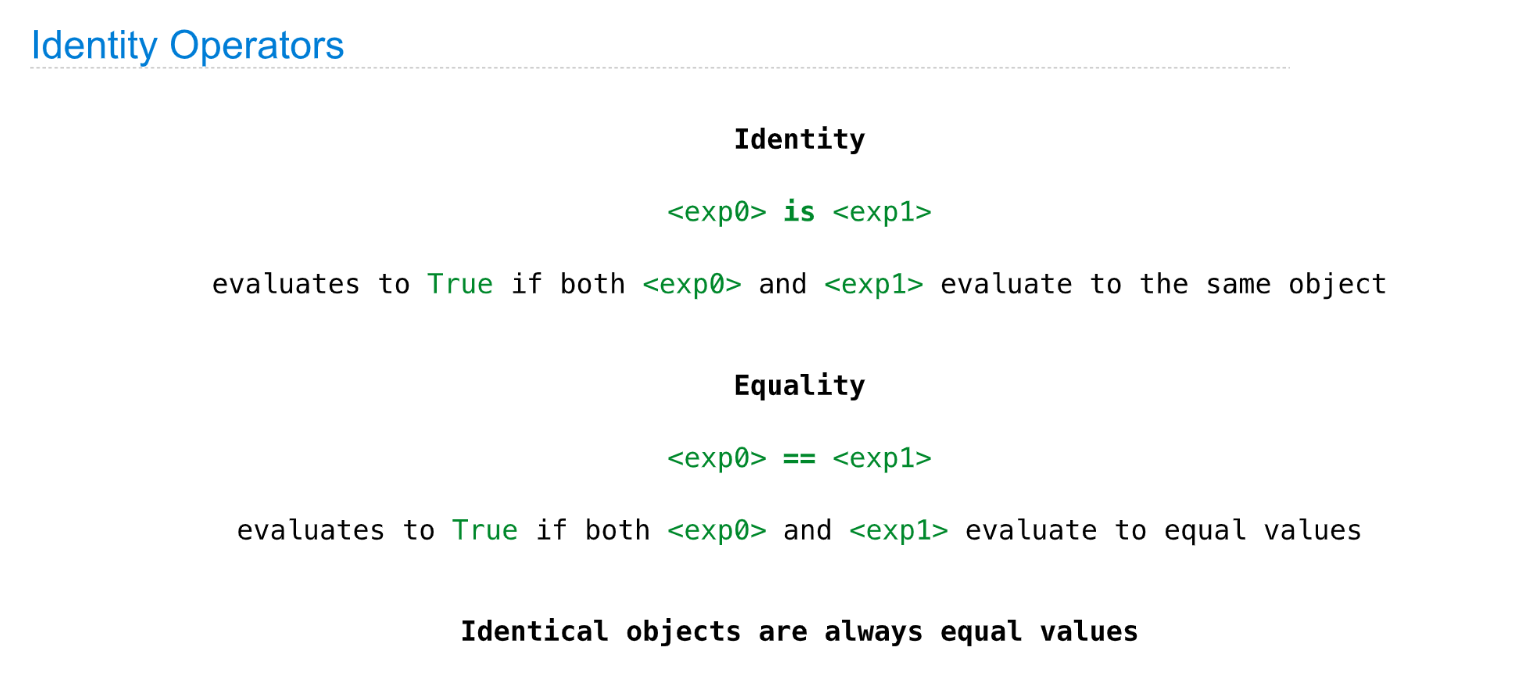 Identity Operators
Identity
<exp0> is <exp1>
evaluates to True if both <exp0> and <exp1> evaluate to the same object
Equality
<exp0> == <exp1>
evaluates to True if both <exp0> and <exp1> evaluate to equal values
Identical objects are always equal values